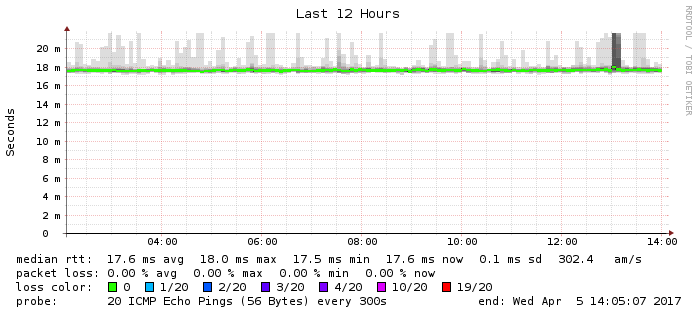 Last 12 Hours
RRDTOOL / TOBI OETIKER
Seconds
20 m
18 m
16 m
14 m
12 m
10 m
8 m
6 m
4 m
2 m
0
04:00 06:00 08:00 10:00 12:00 14:00
median rtt: 17.6 ms avg 18.0 ms max 17.5 ms min 17.6 ms now 0.1 ms sd 302.4 am/s
packet loss: 0.00 % avg 0.00 % max 0.00 % min 0.00 % now
loss color: 0 1/20 2/20 3/20 4/20 10/20 19/20
probe: 20 ICMP Echo Pings (56 Bytes) every 300s end: Wed Apr 5 14:05:07 2017